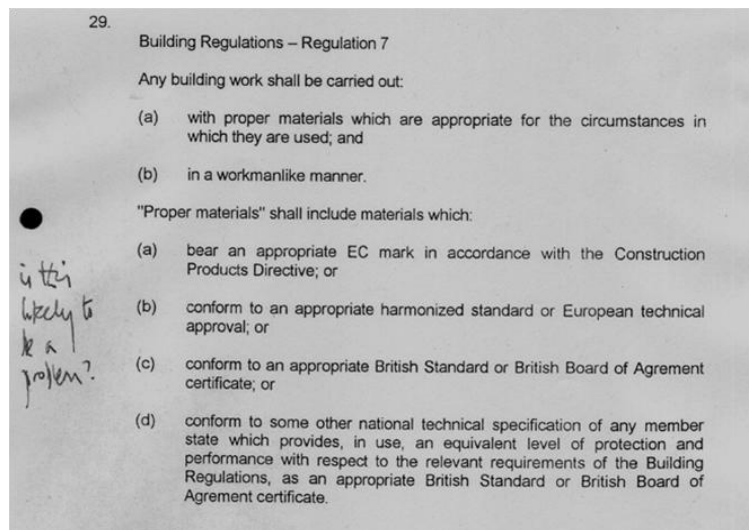 29.
Building Regulations – Regulation 7
Any building work shall be carried out:
(a) with proper materials which are appropriate for the circumstances in
which they are used; and
(b) in a workmanlike manner.
"Proper materials" shall include materials which:
(a) bear an appropriate EC mark in accordance with the Construction
Products Directive; or
(b) conform to an appropriate harmonized standard or European technical
approval; or
(c) conform to an appropriate British Standard or British Board of Agrement
certificate; or
(d) conform to some other national technical specification of any member
state which provides, in use, an equivalent level of protection and
performance with respect to the relevant requirements of the Building
Regulations, as an appropriate British Standard or British Board of
Agrement certificate.
is this
likely to
be a
problem?